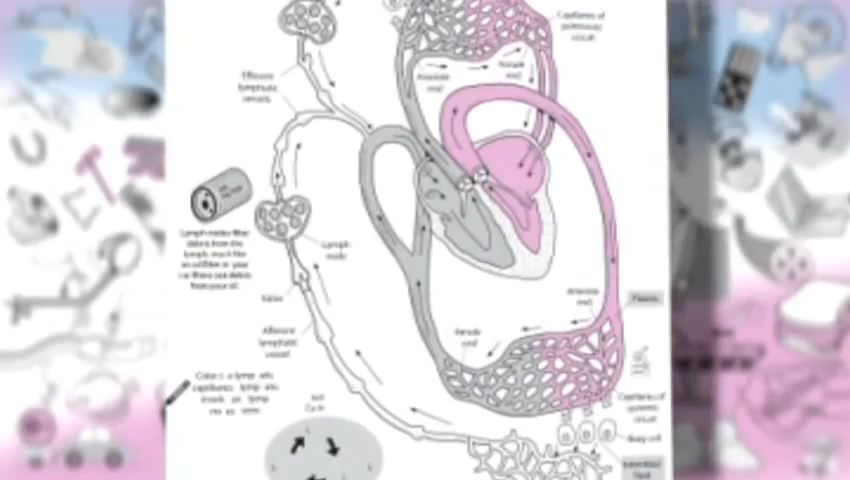 Capillaries of
pulmonary
circuit
Venule
end
Arteriole
end
Efferent
lymphatic
vessels
OIL
FILTER
Lymph nodes filter
debris from the
lymph, much like
an oil filter in your
car filters out debris
from your oil.
Lymph
node
Valve
Arteriole
end
Plasma
Afferent
lymphatic
vessel
Venule
end
Capillaries of
systemic
circuit
Body cell
Interstitial
fluid